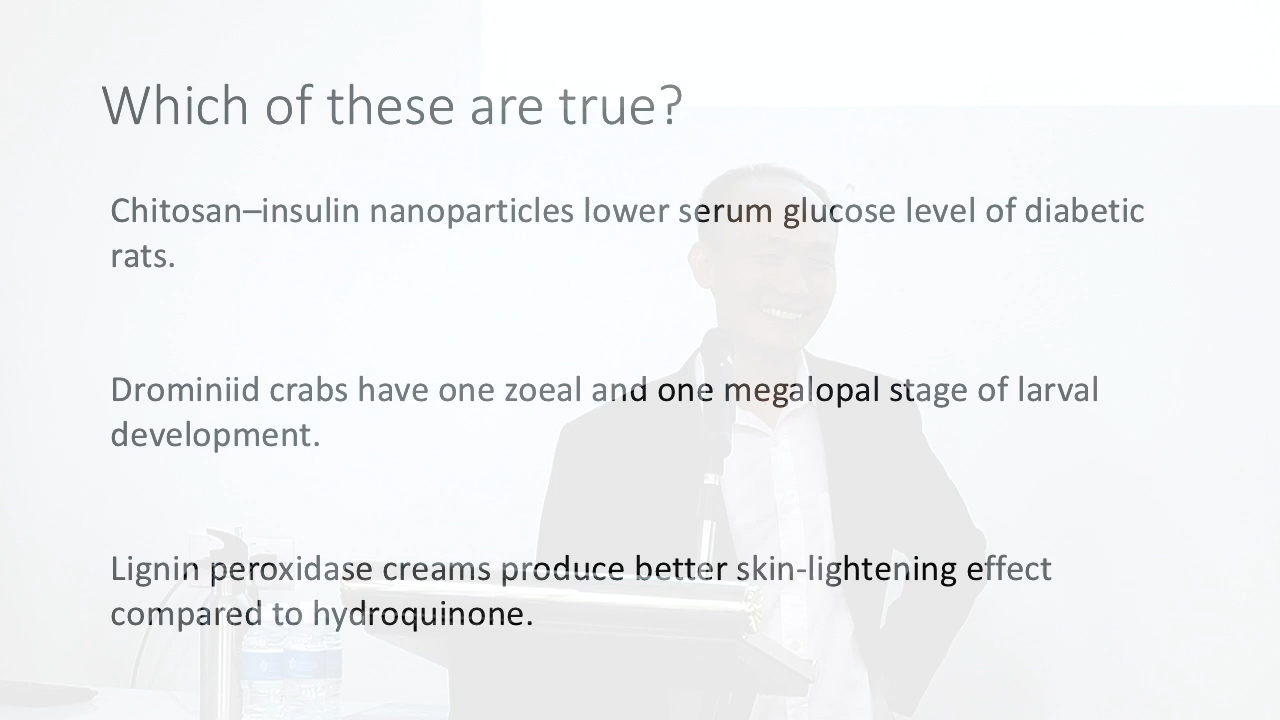 Which of these are true?
Chitosan–insulin nanoparticles lower serum glucose level of diabetic
rats.
Drominiid crabs have one zoeal and one megalopal stage of larval
development.
Lignin peroxidase creams produce better skin-lightening effect
compared to hydroquinone.